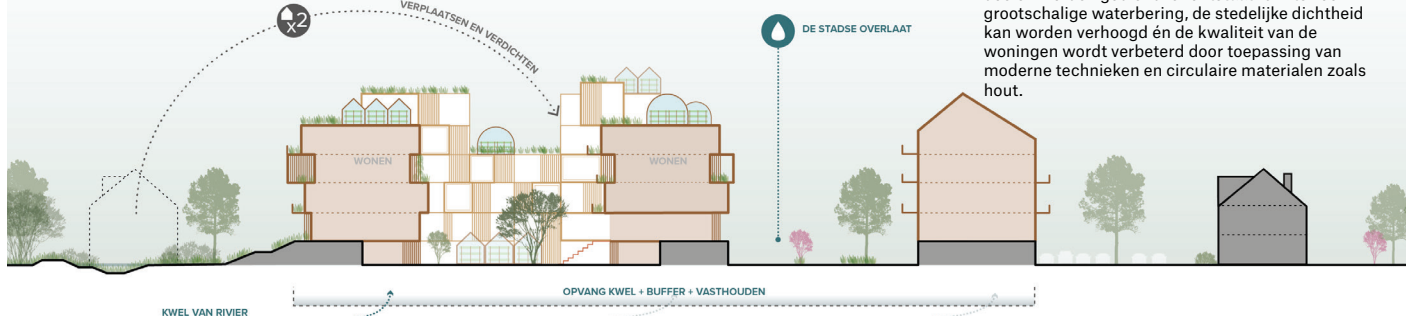 grootschalige waterbering, de stedelijke dichtheid
kan worden verhoogd én de kwaliteit van de
woningen wordt verbeterd door toepassing van
moderne technieken en circulaire materialen zoals
hout.
x2
VERPLAATSEN EN VERDICHTEN
DE STADSE OVERLAAT
WONEN
WONEN
OPVANG KWEL + BUFFER + VASTHOUDEN
KWEL VAN RIVIER